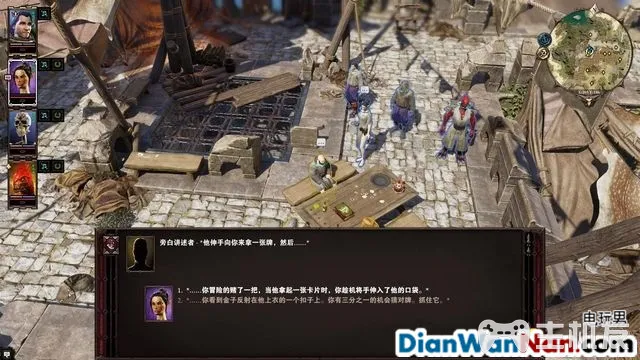 旁白讲述者 - "他伸手向你来拿一张牌，然后……"
1. "……你冒险的赌了一把，当他拿起一张卡片时，你趁机将手伸入了他的口袋。
2. "……你看到金子反射在他上衣的一个扣子上。你有三分之一的机会猜对牌。抓住它。"
电玩男
DianWanNan.com